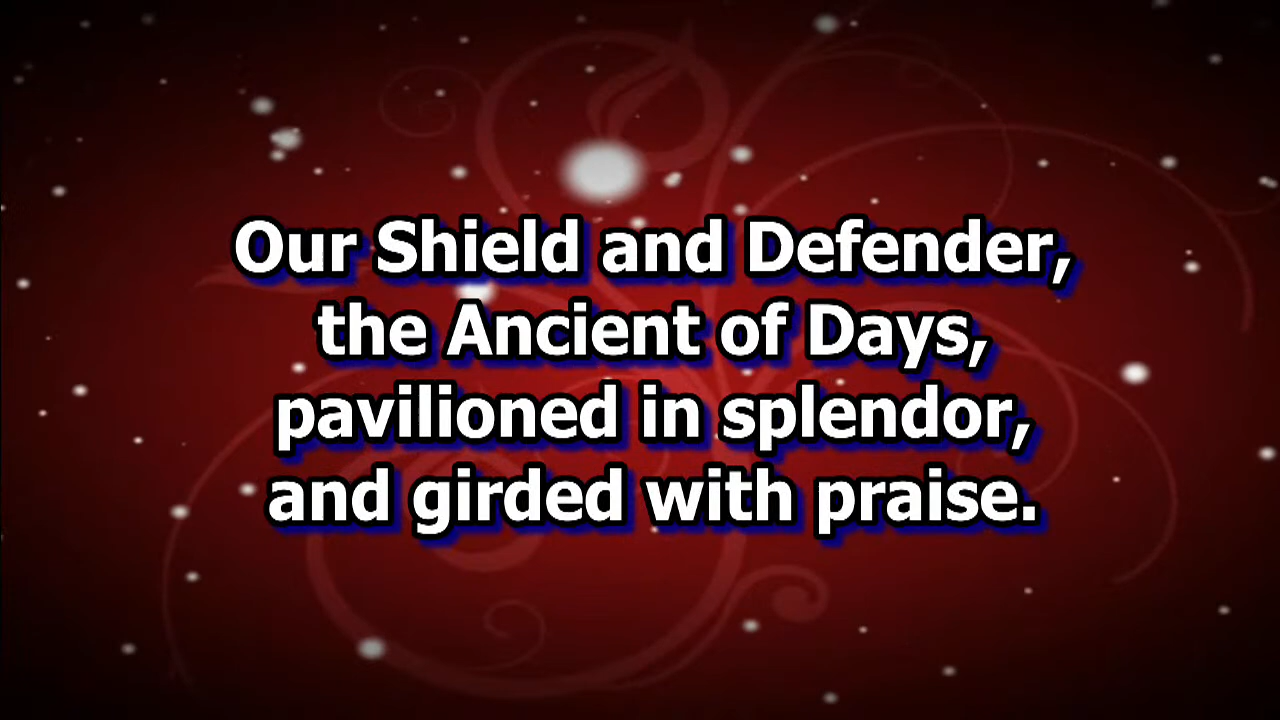 Our Shield and Defender,
the Ancient of Days,
pavilioned in splendor,
and girded with praise.